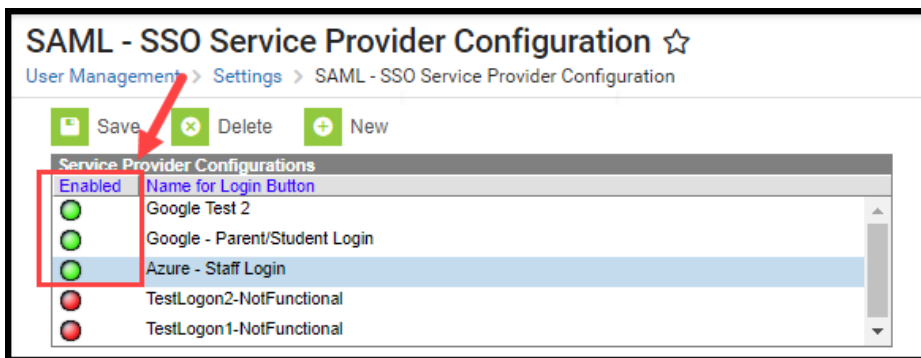 SAML - SSO Service Provider Configuration
User Management > Settings > SAML - SSO Service Provider Configuration
Save Delete New
Service Provider Configurations
Enabled Name for Login Button
Google Test 2
Google - Parent/Student Login
Azure - Staff Login
TestLogon2-NotFunctional
TestLogon1-NotFunctional